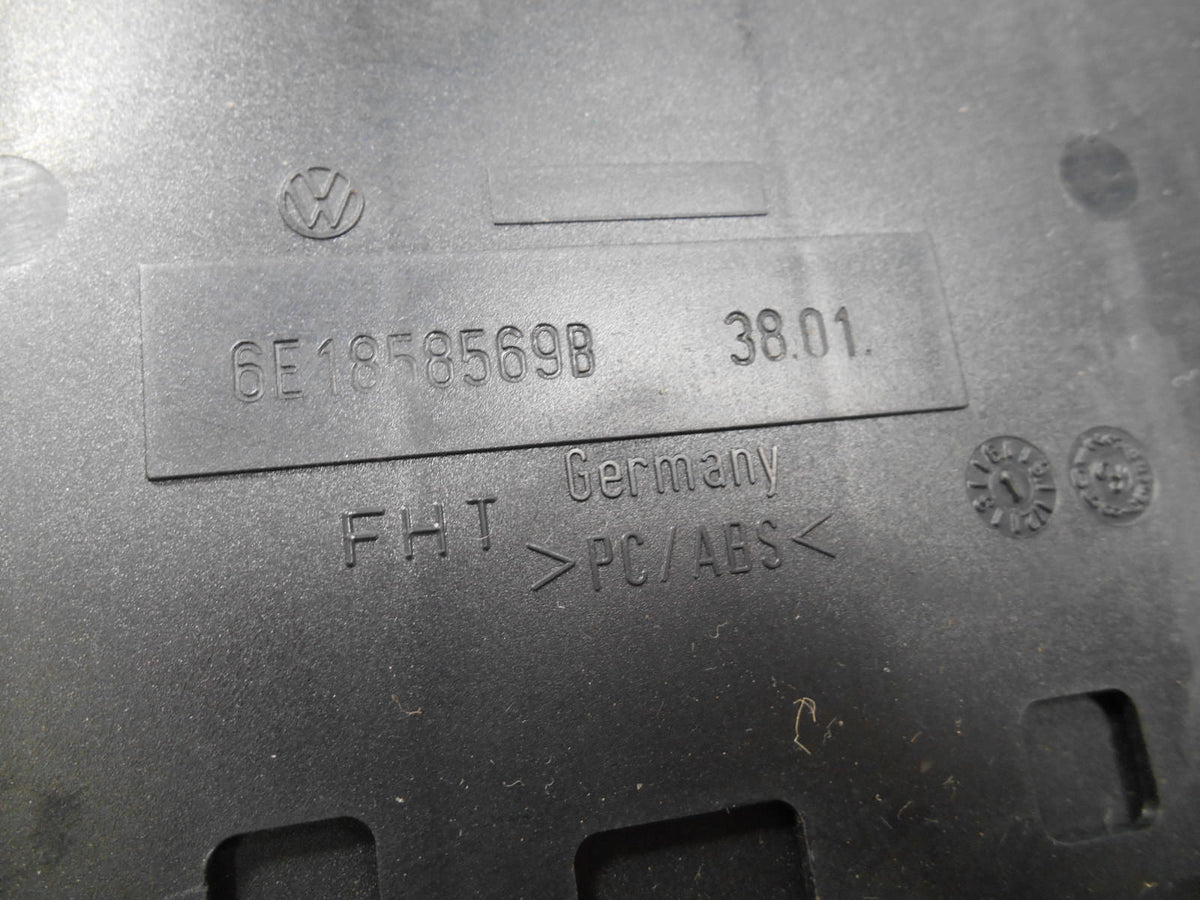 6E1858569B 38.01.
Germany
FHT
>PC/ABS<